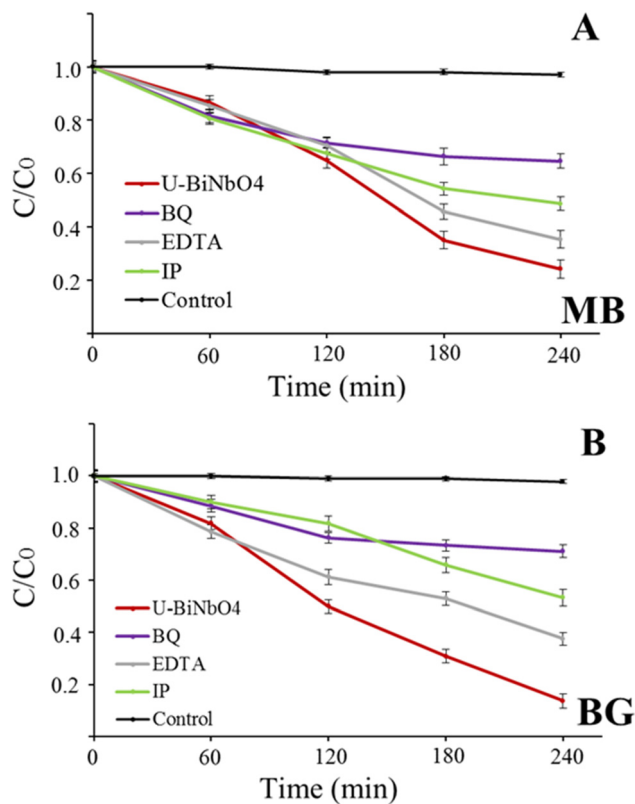 A
C/C0
1.0
0.8
0.6
0.4
0.2
U-BiNbO4
BQ
EDTA
IP
Control
MB
0 60 120 180 240
Time (min)
B
C/C0
1.0
0.8
0.6
0.4
0.2
U-BiNbO4
BQ
EDTA
IP
Control
BG
0 60 120 180 240
Time (min)